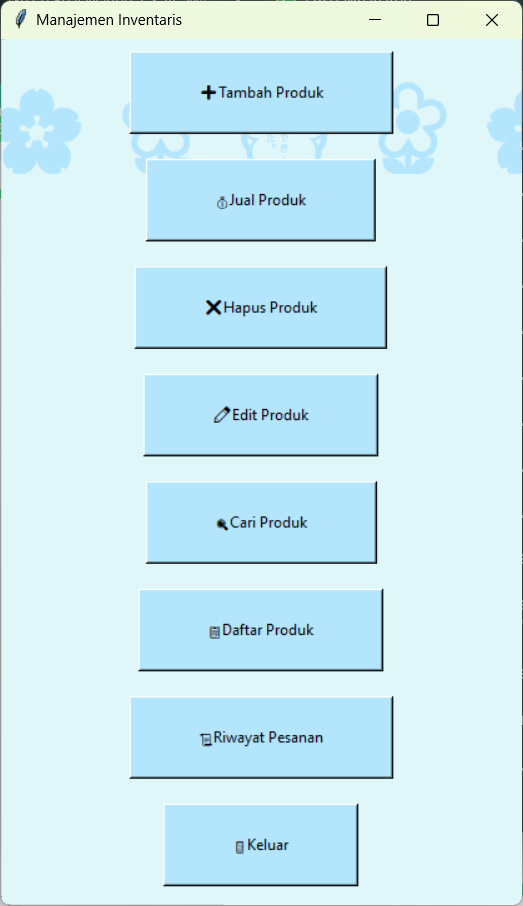 Manajemen Inventaris
➕ Tambah Produk
💰Jual Produk
❌Hapus Produk
✏Edit Produk
🔍Cari Produk
Daftar Produk
📜Riwayat Pesanan
Keluar